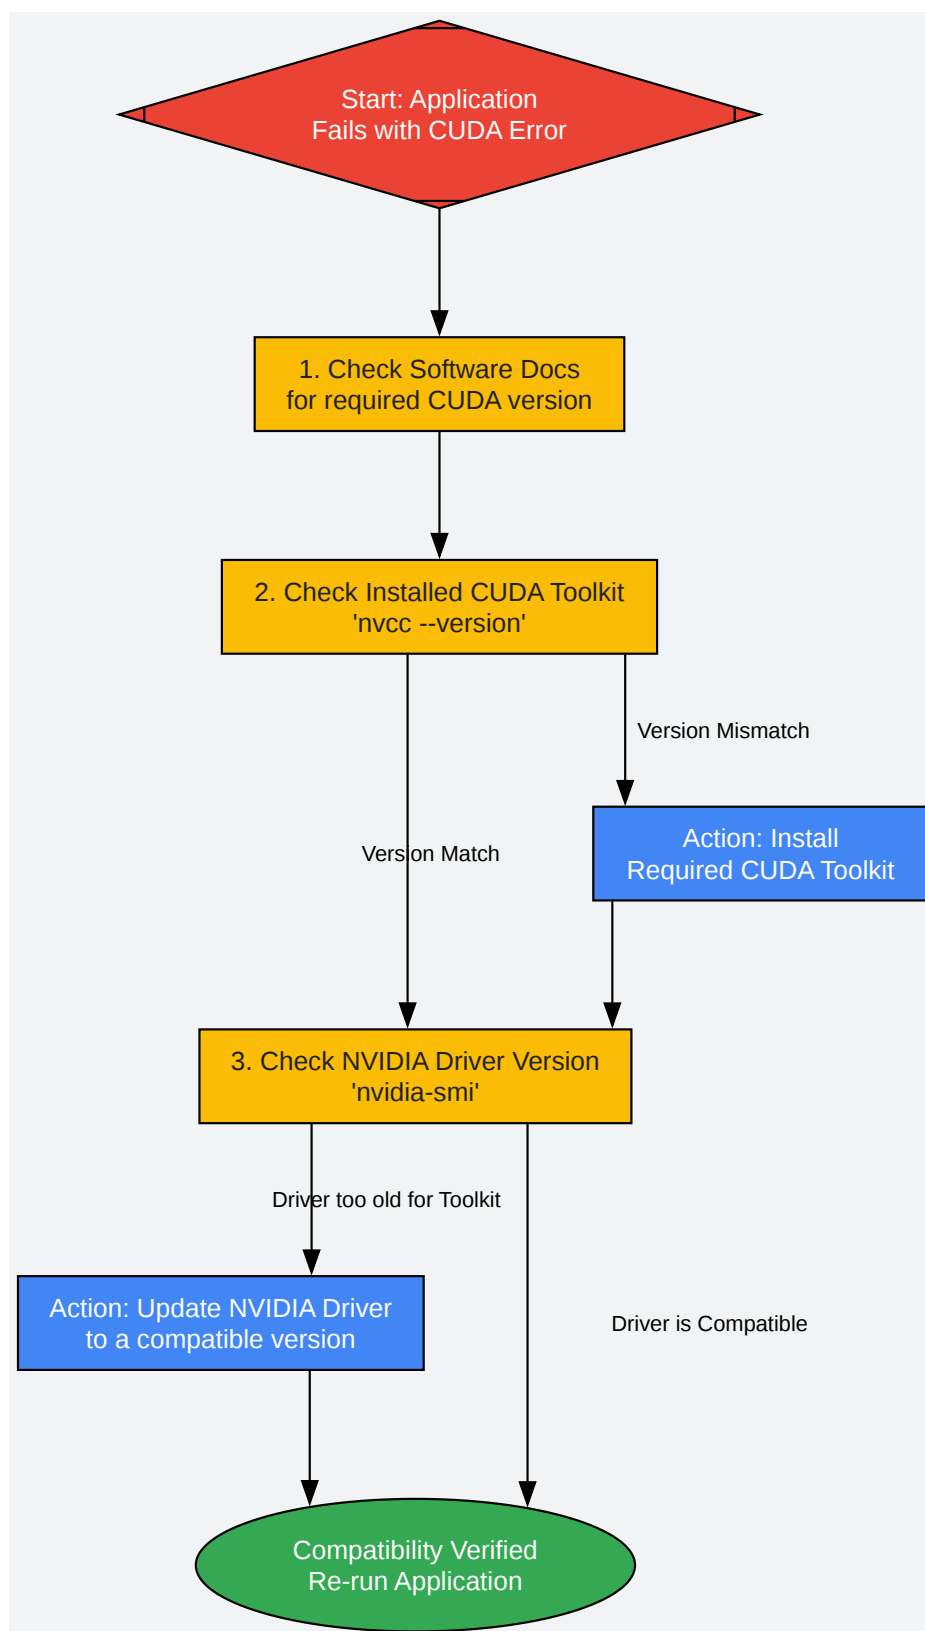 Start: Application
Fails with CUDA Error
1. Check Software Docs
for required CUDA version
2. Check Installed CUDA Toolkit
'nvcc --version'
Version Mismatch
Action: Install
Required CUDA Toolkit
Version Match
3. Check NVIDIA Driver Version
'nvidia-smi'
Driver too old for Toolkit
Action: Update NVIDIA Driver
to a compatible version
Driver is Compatible
Compatibility Verified
Re-run Application